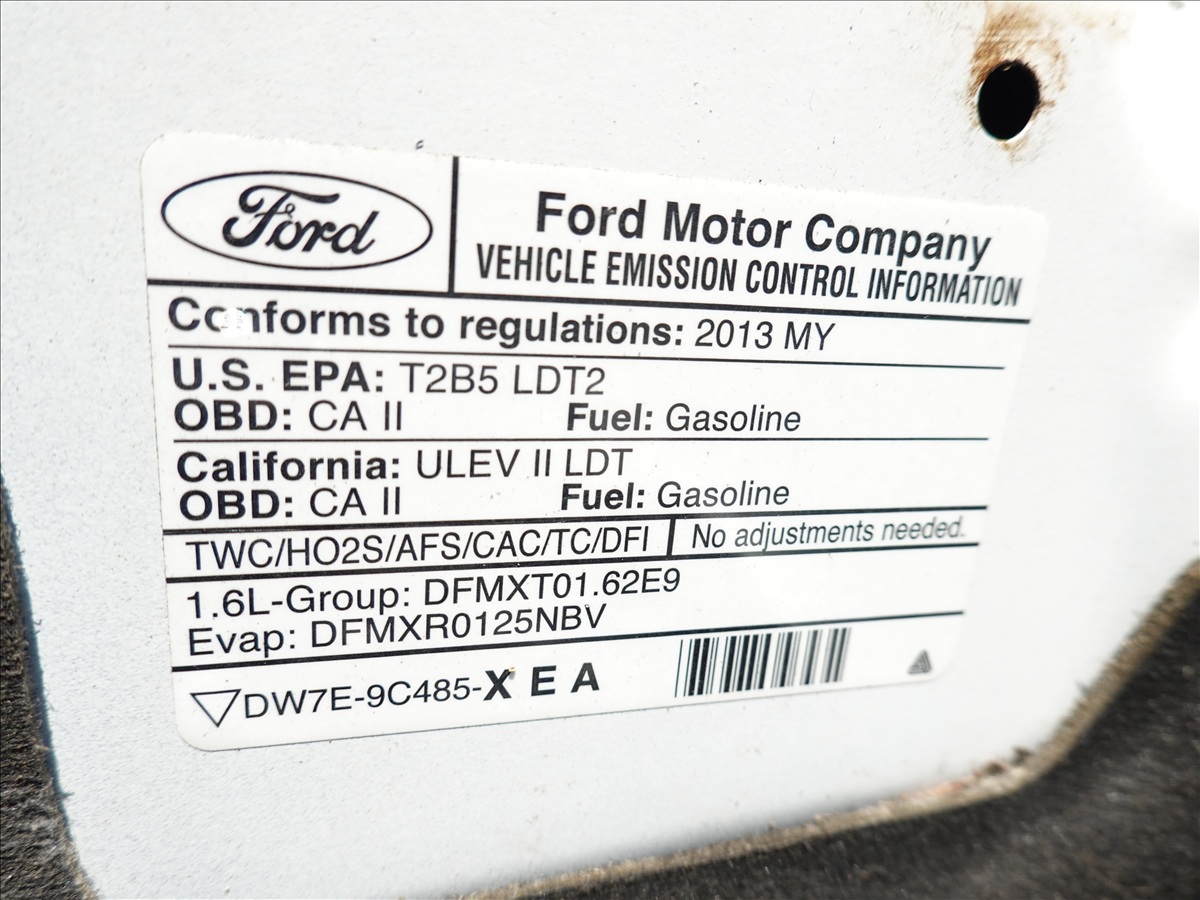 Ford
Ford Motor Company
VEHICLE EMISSION CONTROL INFORMATION
Conforms to regulations: 2013 MY
U.S. EPA: T2B5 LDT2
OBD: CA II Fuel: Gasoline
California: ULEV II LDT
OBD: CA II Fuel: Gasoline
TWC/HO2S/AFS/CAC/TC/DFI No adjustments needed.
1.6L-Group: DFMXT01.62E9
Evap: DFMXR0125NBV
DW7E-9C485-X E A